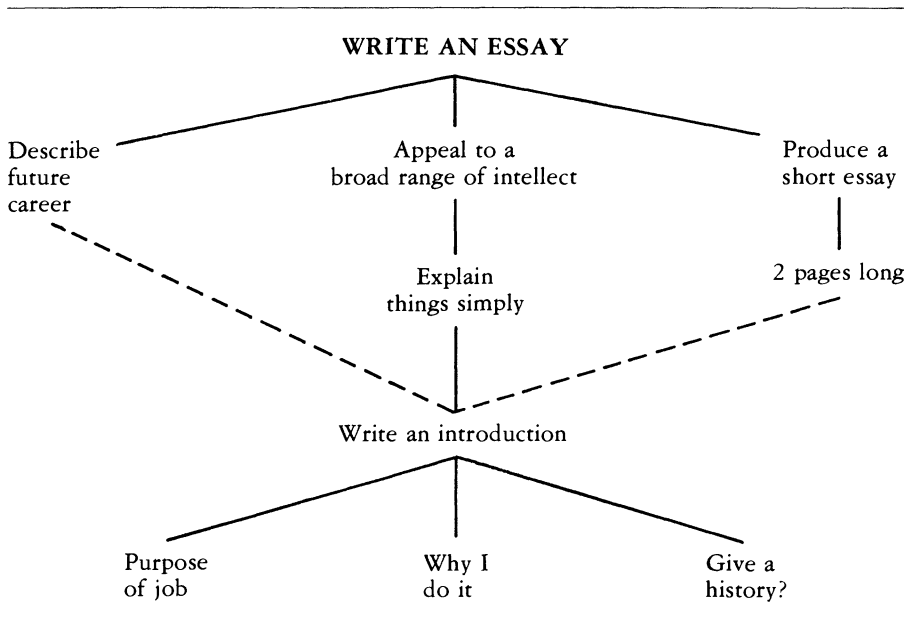 WRITE AN ESSAY
Describe
future
career
Appeal to a
broad range of intellect
Produce a
short essay
Explain
things simply
2 pages long
Write an introduction
Purpose
of job
Why I
do it
Give a
history?